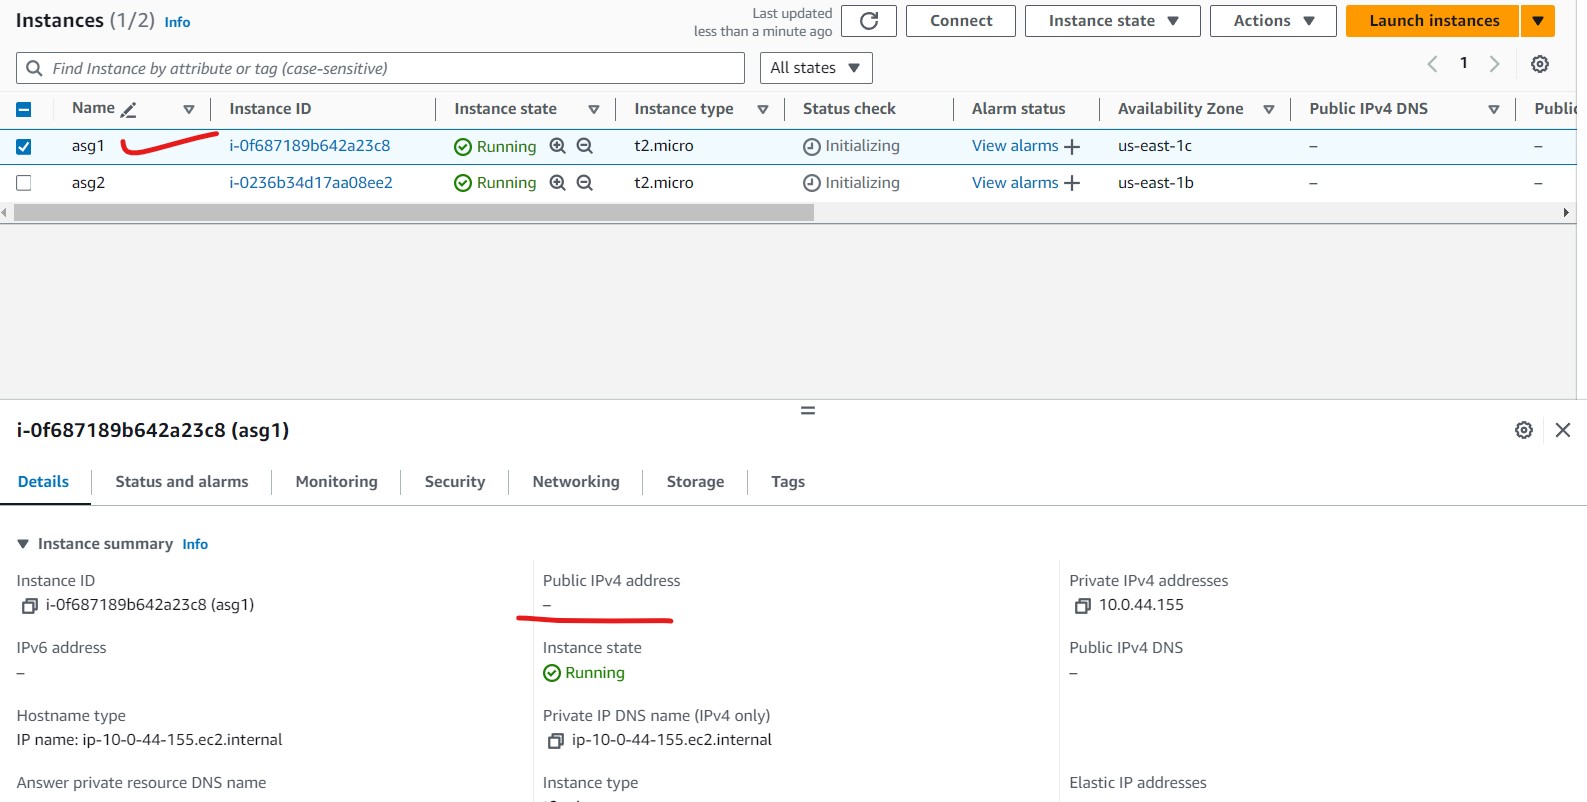 Instances (1/2) Info
Last updated
less than a minute ago
Connect
Instance state
Actions
Launch instances
Find Instance by attribute or tag (case-sensitive)
All states
1
Name Instance ID Instance state Instance type Status check Alarm status Availability Zone Public IPv4 DNS
asg1 i-0f687189b642a23c8 Running t2.micro Initializing View alarms + us-east-1c – –
asg2 i-0236b34d17aa08ee2 Running t2.micro Initializing View alarms + us-east-1b – –
i-0f687189b642a23c8 (asg1)
Details Status and alarms Monitoring Security Networking Storage Tags
Instance summary Info
Instance ID Public IPv4 address Private IPv4 addresses
i-0f687189b642a23c8 (asg1) – 10.0.44.155
IPv6 address Instance state Public IPv4 DNS
– Running –
Hostname type Private IP DNS name (IPv4 only)
IP name: ip-10-0-44-155.ec2.internal ip-10-0-44-155.ec2.internal
Answer private resource DNS name Instance type Elastic IP addresses